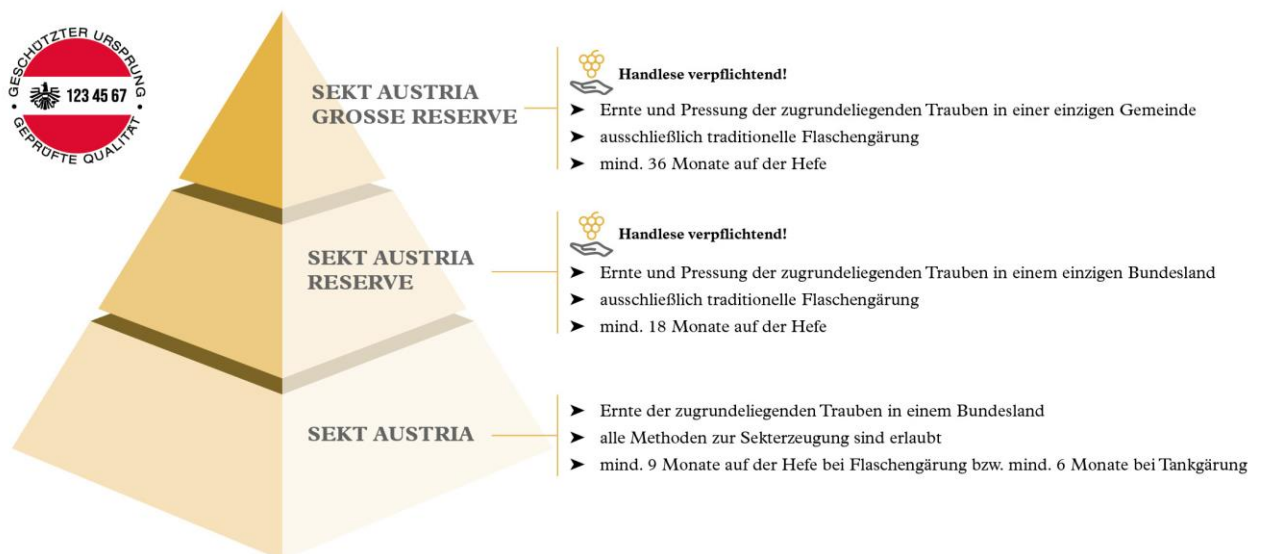 GESCHÜTZTER URSPRUNG
123 45 67
GEPRÜFTE QUALITÄT
SEKT AUSTRIA
GROSSE RESERVE
Handlese verpflichtend!
➤ Ernte und Pressung der zugrundeliegenden Trauben in einer einzigen Gemeinde
➤ ausschließlich traditionelle Flaschengärung
➤ mind. 36 Monate auf der Hefe
SEKT AUSTRIA
RESERVE
Handlese verpflichtend!
➤ Ernte und Pressung der zugrundeliegenden Trauben in einem einzigen Bundesland
➤ ausschließlich traditionelle Flaschengärung
➤ mind. 18 Monate auf der Hefe
SEKT AUSTRIA
➤ Ernte der zugrundeliegenden Trauben in einem Bundesland
➤ alle Methoden zur Sekterzeugung sind erlaubt
➤ mind. 9 Monate auf der Hefe bei Flaschengärung bzw. mind. 6 Monate bei Tankgärung